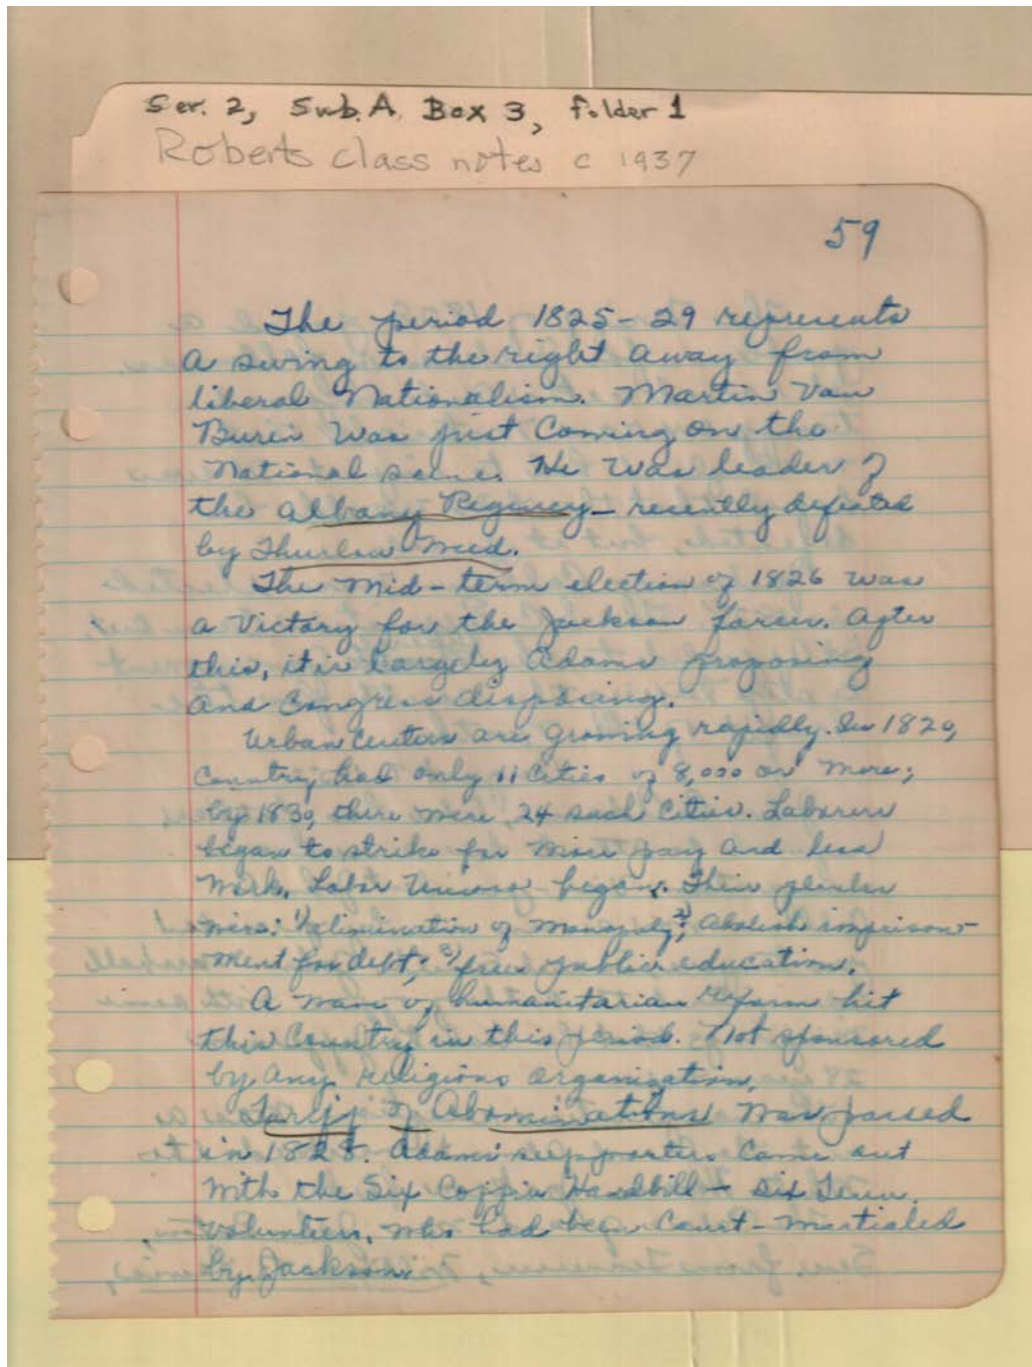 Ser. 2, Sub. A. Box 3, folder 1
Roberts class notes c 1937
59
The period 1825-29 represents
a swing to the right away from
liberal Nationalism. Martin Van
Buren was just coming on the
National scene. He was leader of
the Albany Regency - recently defeated
by Thurlow Weed.
The mid-term election of 1826 was
a victory for the Jackson forces. After
this, it is largely Adams proposing
and Congress disposing.
Urban centers are growing rapidly. In 1820,
Country had only 11 cities of 8,000 or more;
by 1830, there were 24 such cities. Laborers
began to strike for more pay and less
work. Labor Unions began. Their planks
were: 1) elimination of monopoly; 2) Abolish imprison-
ment for debt; 3) free public education.
A wave of humanitarian reform hit
this Country in this period. Not sponsored
by any religious organization.
Tariff of Abominations was passed
in 1828. Adams supporters came out
with the Six Coffin Handbill - six Tenn.
volunteers, who had been Court-martialed
by Jackson.